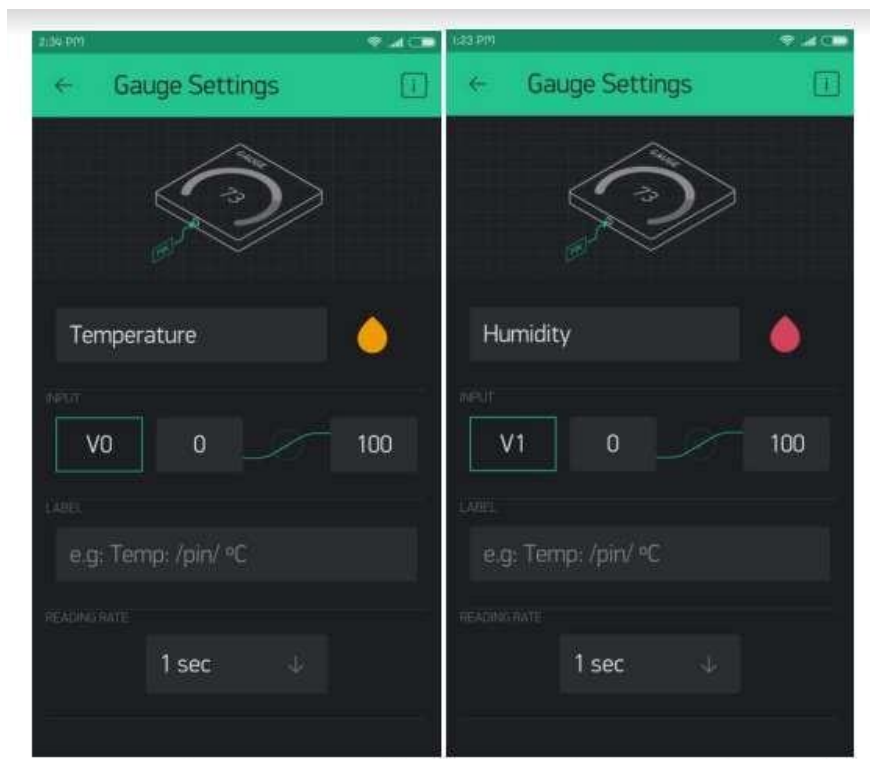 2:34 PM
Gauge Settings
i
GAUGE
73
PIN
Temperature
INPUT
V0 0 100
LABEL
e.g: Temp: /pin/ ºC
READING RATE
1 sec
1:23 PM
Gauge Settings
i
GAUGE
73
PIN
Humidity
INPUT
V1 0 100
LABEL
e.g: Temp: /pin/ ºC
READING RATE
1 sec